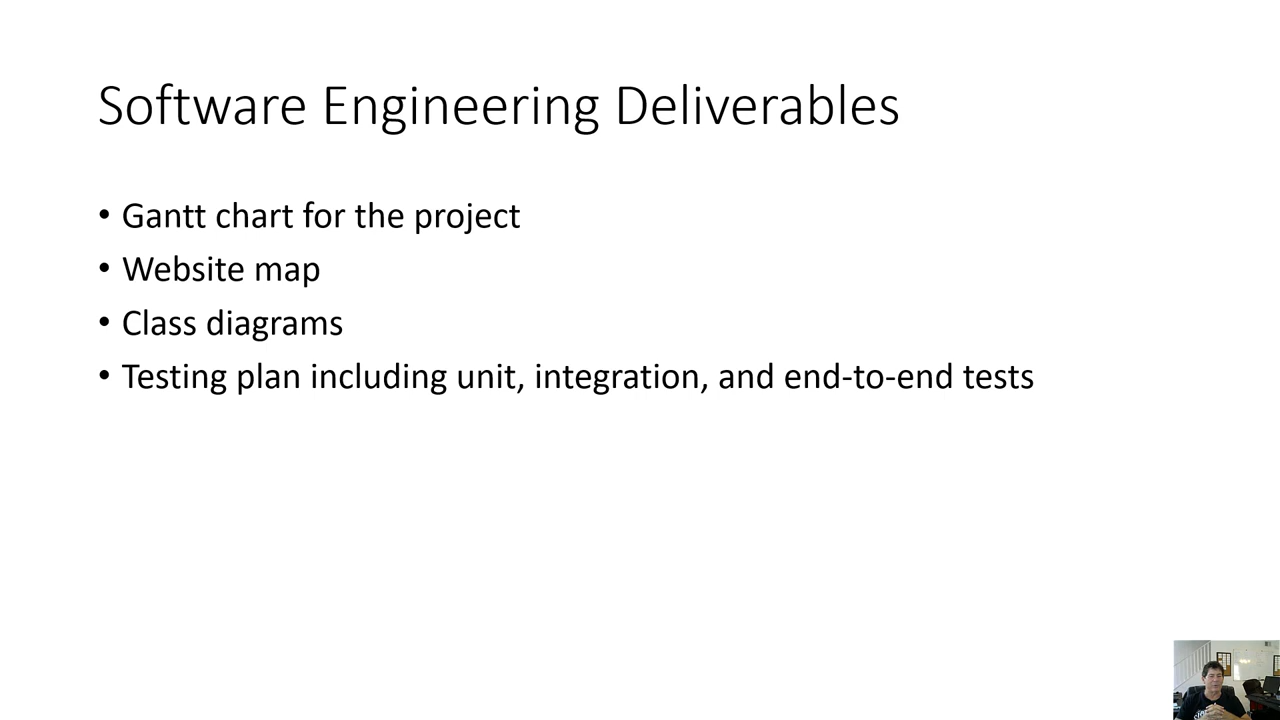 Software Engineering Deliverables
• Gantt chart for the project
• Website map
• Class diagrams
• Testing plan including unit, integration, and end-to-end tests